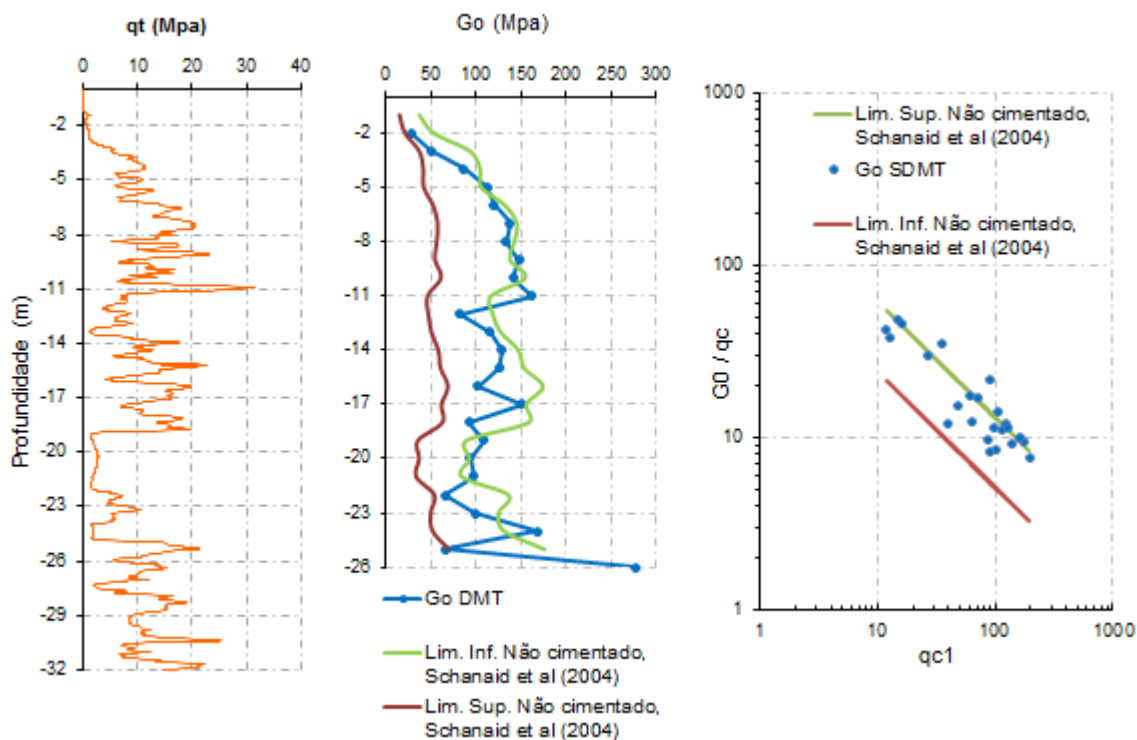 qt (Mpa)
0 10 20 30 40
-2
-5
-8
-11
-14
-17
-20
-23
-26
-29
-32
Profundidade (m)
Go (Mpa)
0 50 100 150 200 250 300
-2
-5
-8
-11
-14
-17
-20
-23
-26
Go DMT
Lim. Inf. Não cimentado,
Schanaid et al (2004)
Lim. Sup. Não cimentado,
Schanaid et al (2004)
1000
100
10
1
G0 / qc
Lim. Sup. Não cimentado,
Schanaid et al (2004)
Go SDMT
Lim. Inf. Não cimentado,
Schanaid et al (2004)
1 10 100 1000
qc1